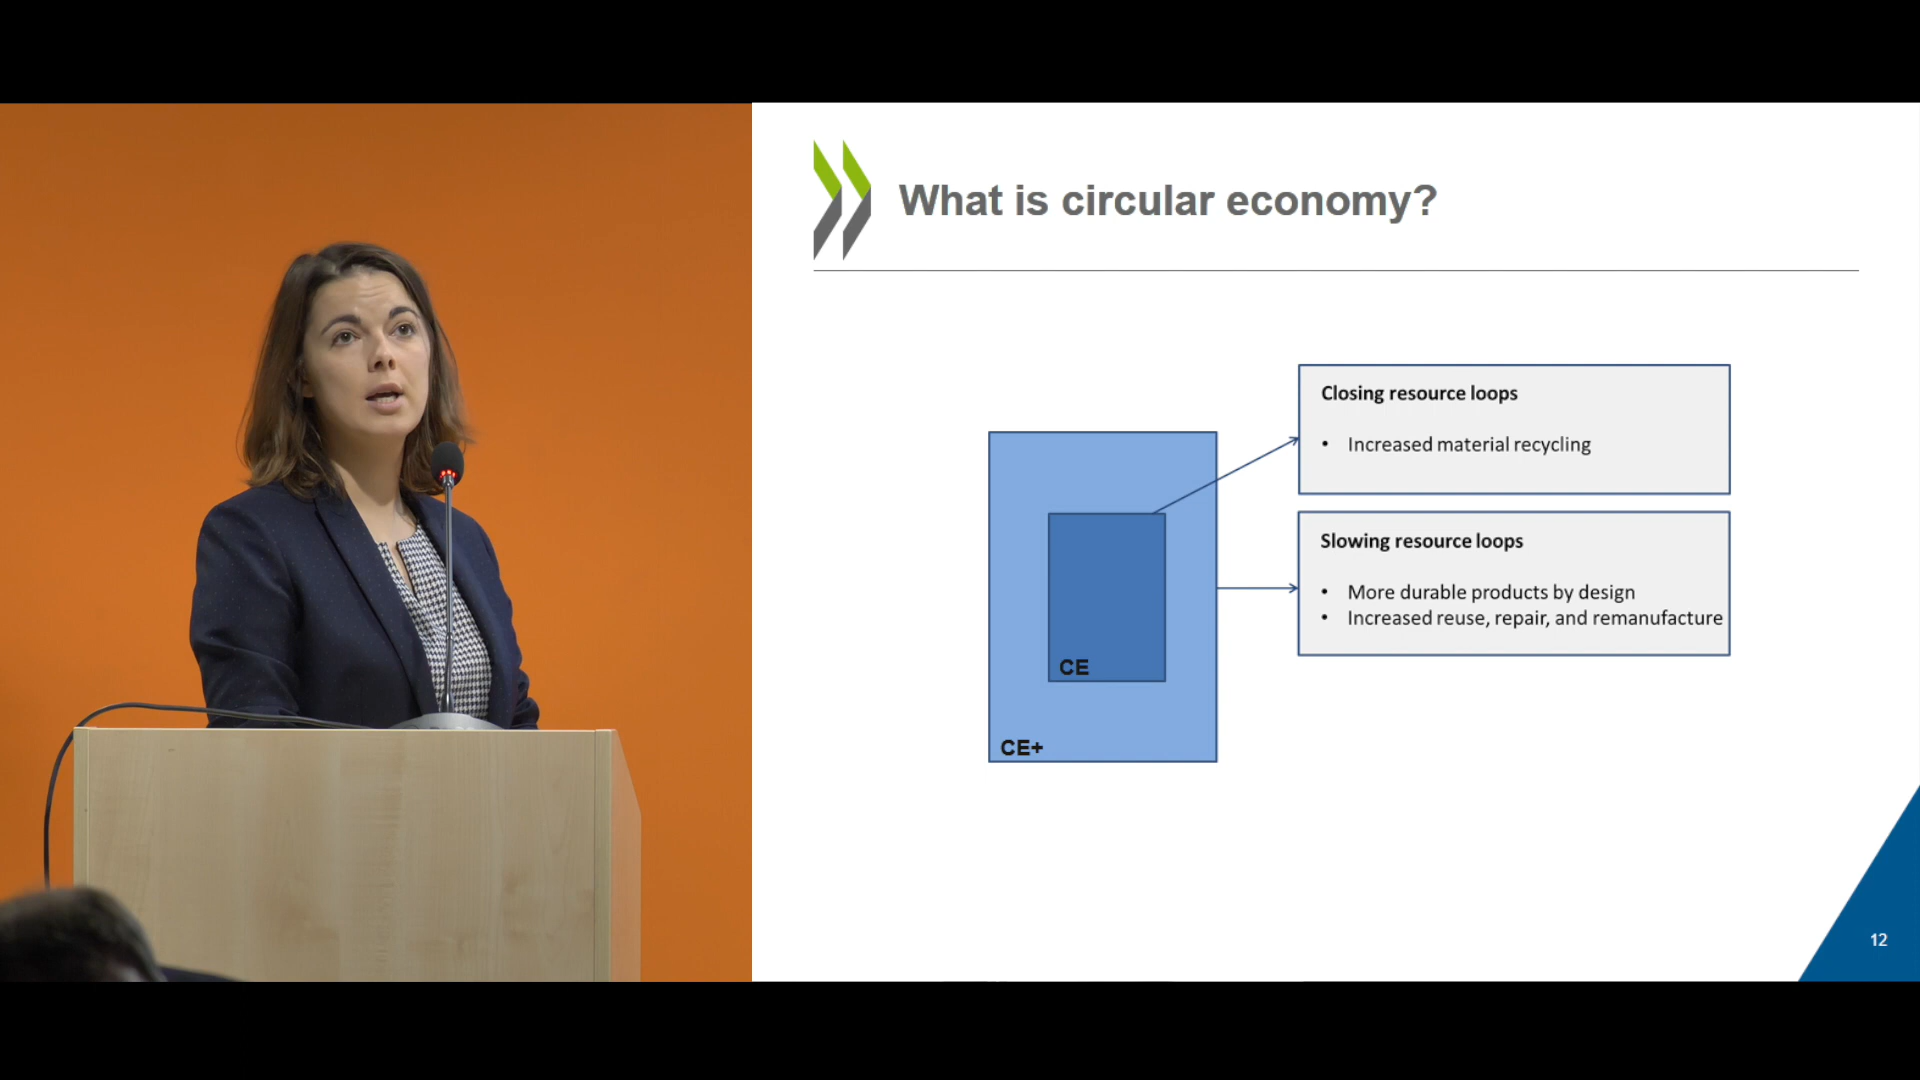 What is circular economy?
Closing resource loops
• Increased material recycling
Slowing resource loops
• More durable products by design
• Increased reuse, repair, and remanufacture
CE
CE+
12